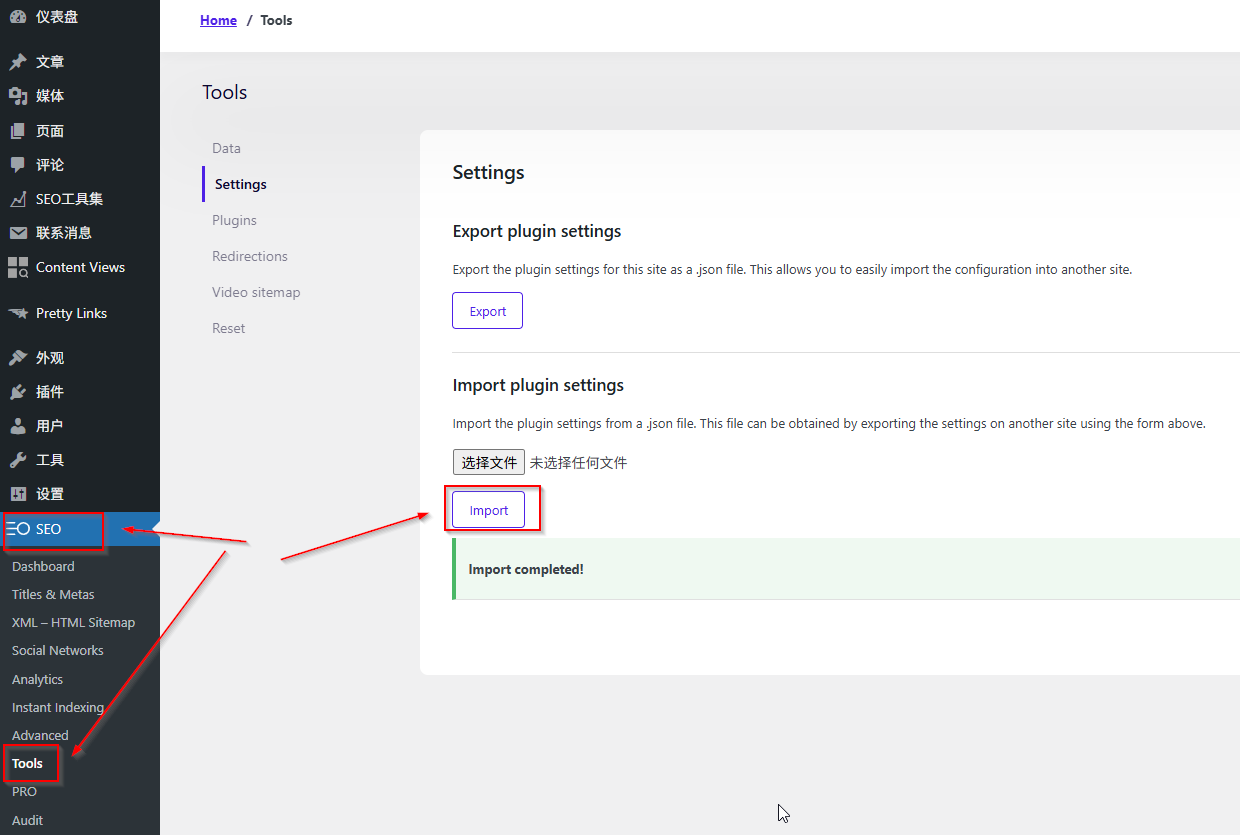 仪表盘
文章
媒体
页面
评论
SEO工具集
联系消息
Content Views
Pretty Links
外观
插件
用户
工具
设置
SEO
Dashboard
Titles & Metas
XML – HTML Sitemap
Social Networks
Analytics
Instant Indexing
Advanced
Tools
PRO
Audit
Home / Tools
Tools
Data
Settings
Plugins
Redirections
Video sitemap
Reset
Settings
Export plugin settings
Export the plugin settings for this site as a .json file. This allows you to easily import the configuration into another site.
Export
Import plugin settings
Import the plugin settings from a .json file. This file can be obtained by exporting the settings on another site using the form above.
选择文件 未选择任何文件
Import
Import completed!